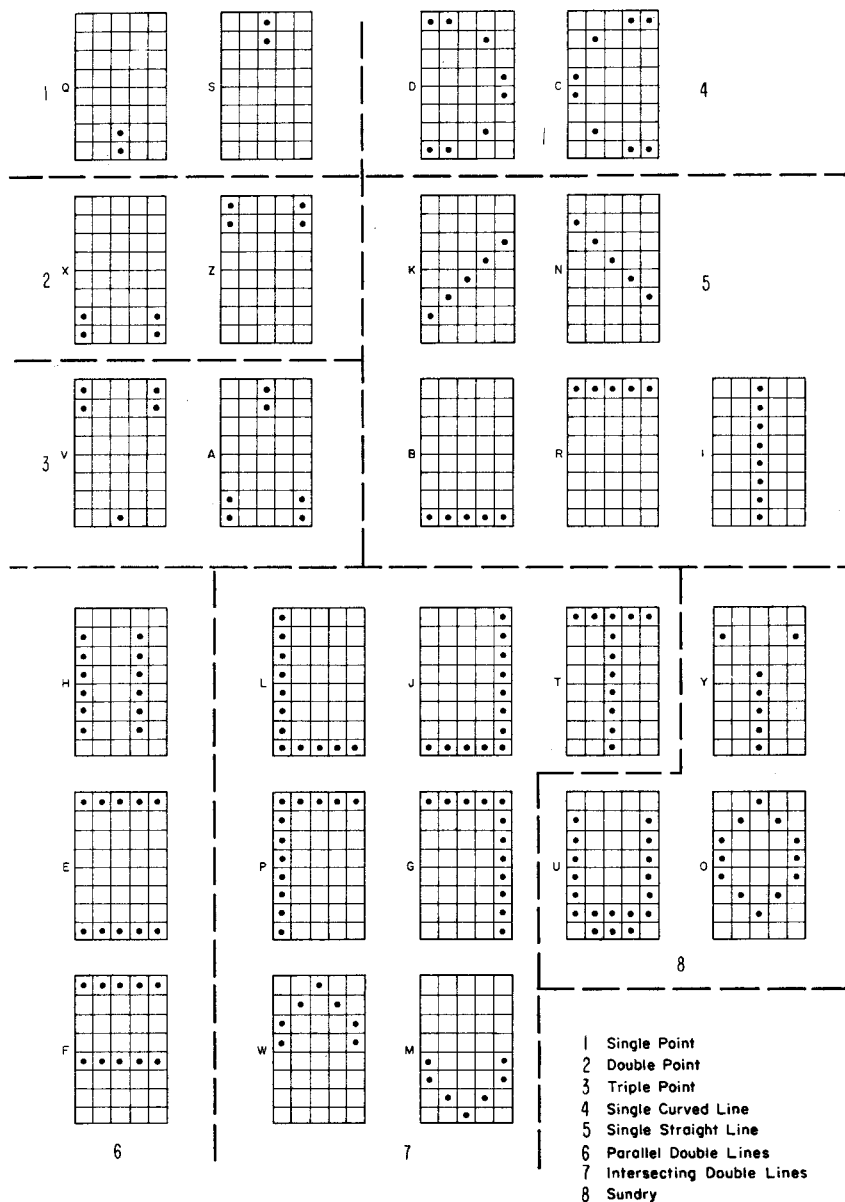 1 Q S D C 4
2 X Z K N 5
3 V A B R I
H L J T Y
E P G U O
8
F W M
6 7
1 Single Point
2 Double Point
3 Triple Point
4 Single Curved Line
5 Single Straight Line
6 Parallel Double Lines
7 Intersecting Double Lines
8 Sundry